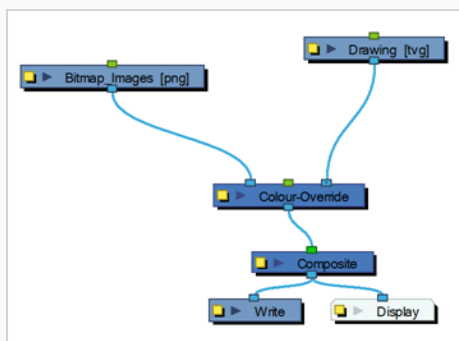 Drawing [tvg]
Bitmap_Images [png]
Colour-Override
Composite
Write
Display